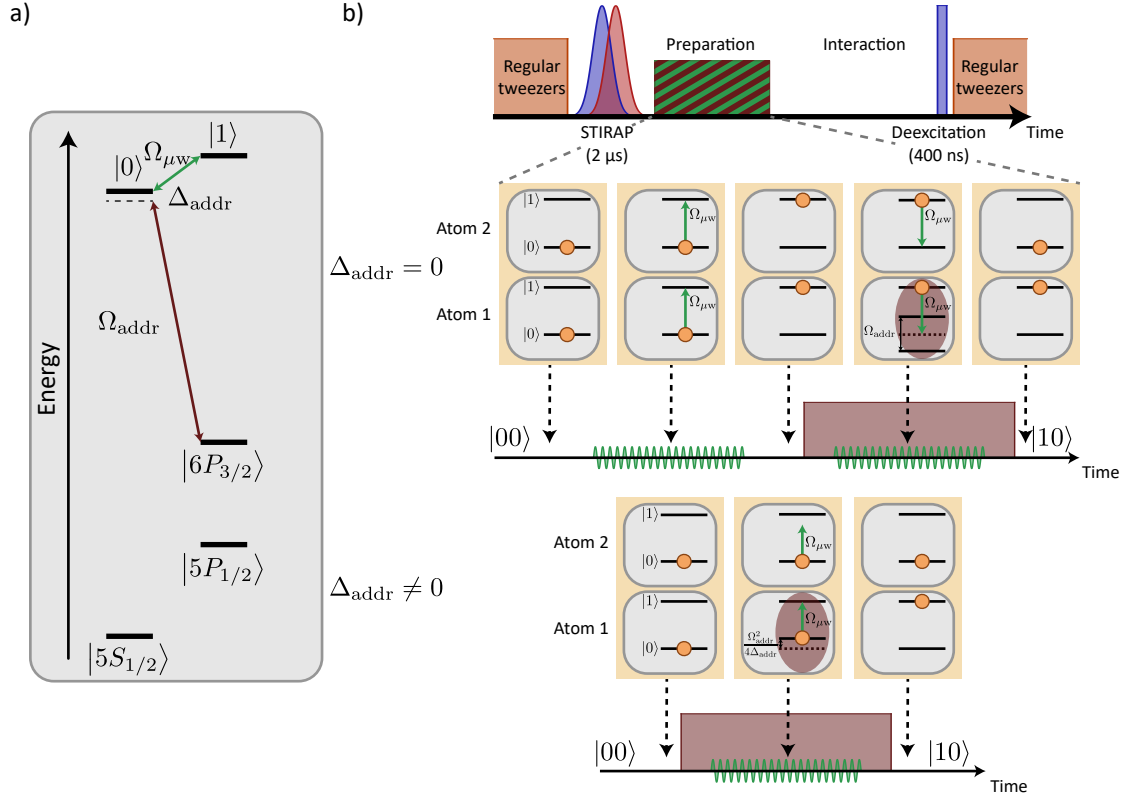 a)
|1⟩
|0⟩
Ω_μw
Δ_addr
Ω_addr
Energy
|6P_{3/2}⟩
|5P_{1/2}⟩
|5S_{1/2}⟩
b)
Regular tweezers
Preparation
Interaction
Regular tweezers
STIRAP
(2 μs)
Deexcitation
(400 ns)
Time
Δ_addr = 0
Atom 2
|1⟩
|0⟩
Ω_μw
Ω_μw
Atom 1
|1⟩
|0⟩
Ω_μw
Ω_μw
Ω_addr
|00⟩
|10⟩
Time
Δ_addr ≠ 0
Atom 2
|1⟩
|0⟩
Ω_μw
Atom 1
|1⟩
|0⟩
Ω_μw
Ω²_addr
4Δ_addr
|00⟩
|10⟩
Time